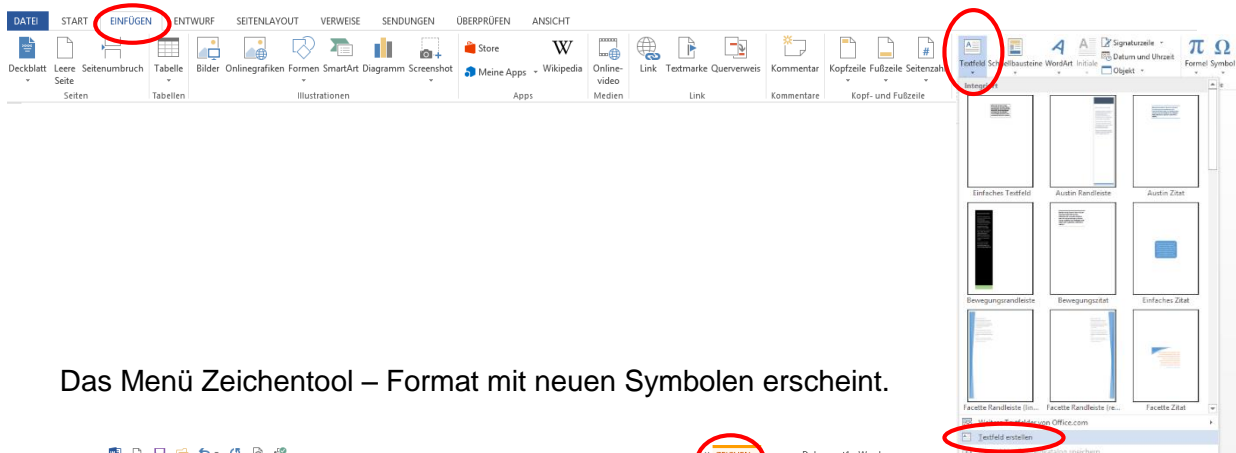 DATEI START EINFÜGEN ENTWURF SEITENLAYOUT VERWEISE SENDUNGEN ÜBERPRÜFEN ANSICHT
Deckblatt Leere Seite Seitenumbruch Tabelle Bilder Onlinegrafiken Formen SmartArt Diagramm Screenshot Store Meine Apps Wikipedia Online-video Link Textmarke Querverweis Kommentar Kopfzeile Fußzeile Seitenzahl Textfeld Schnellbausteine WordArt Initiale Signaturzeile Datum und Uhrzeit Objekt Formel Symbol
Seiten Tabellen Illustrationen Apps Medien Link Kommentare Kopf- und Fußzeile
Integriert
Einfaches Textfeld Austin Randleiste Austin Zitat
Bewegungsrandleiste Bewegungszitat Einfaches Zitat
Facette Randleiste (lin... Facette Randleiste (re... Facette Zitat
Weitere Textfelder von Office.com
Textfeld erstellen
Das Menü Zeichentool – Format mit neuen Symbolen erscheint.